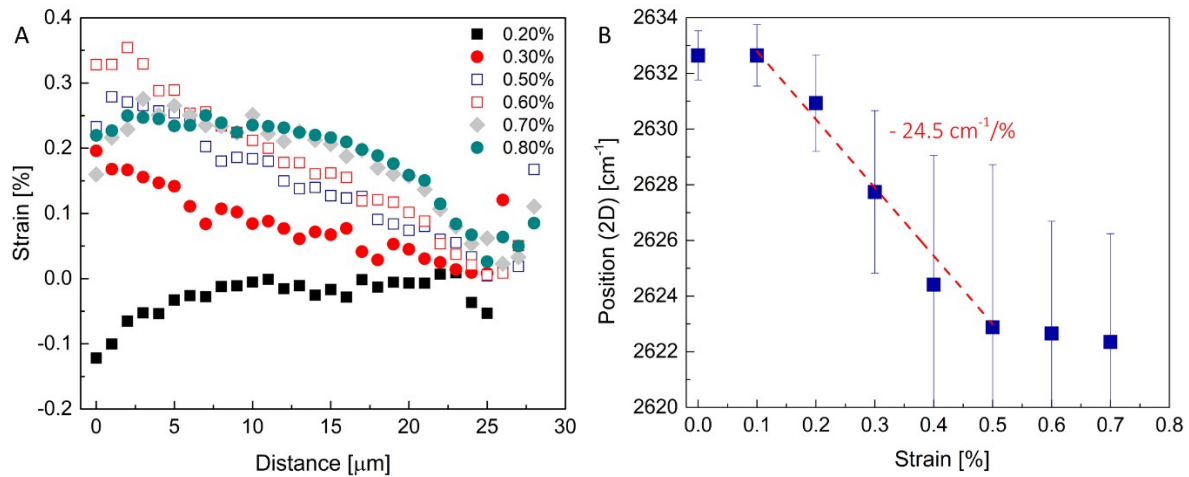 A
0.20%
0.30%
0.50%
0.60%
0.70%
0.80%
0.4
0.3
0.2
0.1
0.0
-0.1
-0.2
Strain [%]
0 5 10 15 20 25 30
Distance [μm]
B
- 24.5 cm⁻¹/%
2634
2632
2630
2628
2626
2624
2622
2620
Position (2D) [cm⁻¹]
0.0 0.1 0.2 0.3 0.4 0.5 0.6 0.7 0.8
Strain [%]